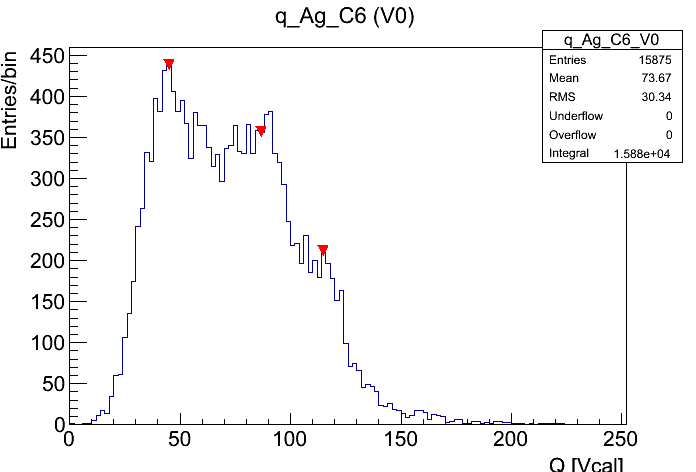 q_Ag_C6 (V0)
q_Ag_C6_V0
Entries 15875
Mean 73.67
RMS 30.34
Underflow 0
Overflow 0
Integral 1.588e+04
Entries/bin
450
400
350
300
250
200
150
100
50
0
0 50 100 150 200 250
Q [Vcal]